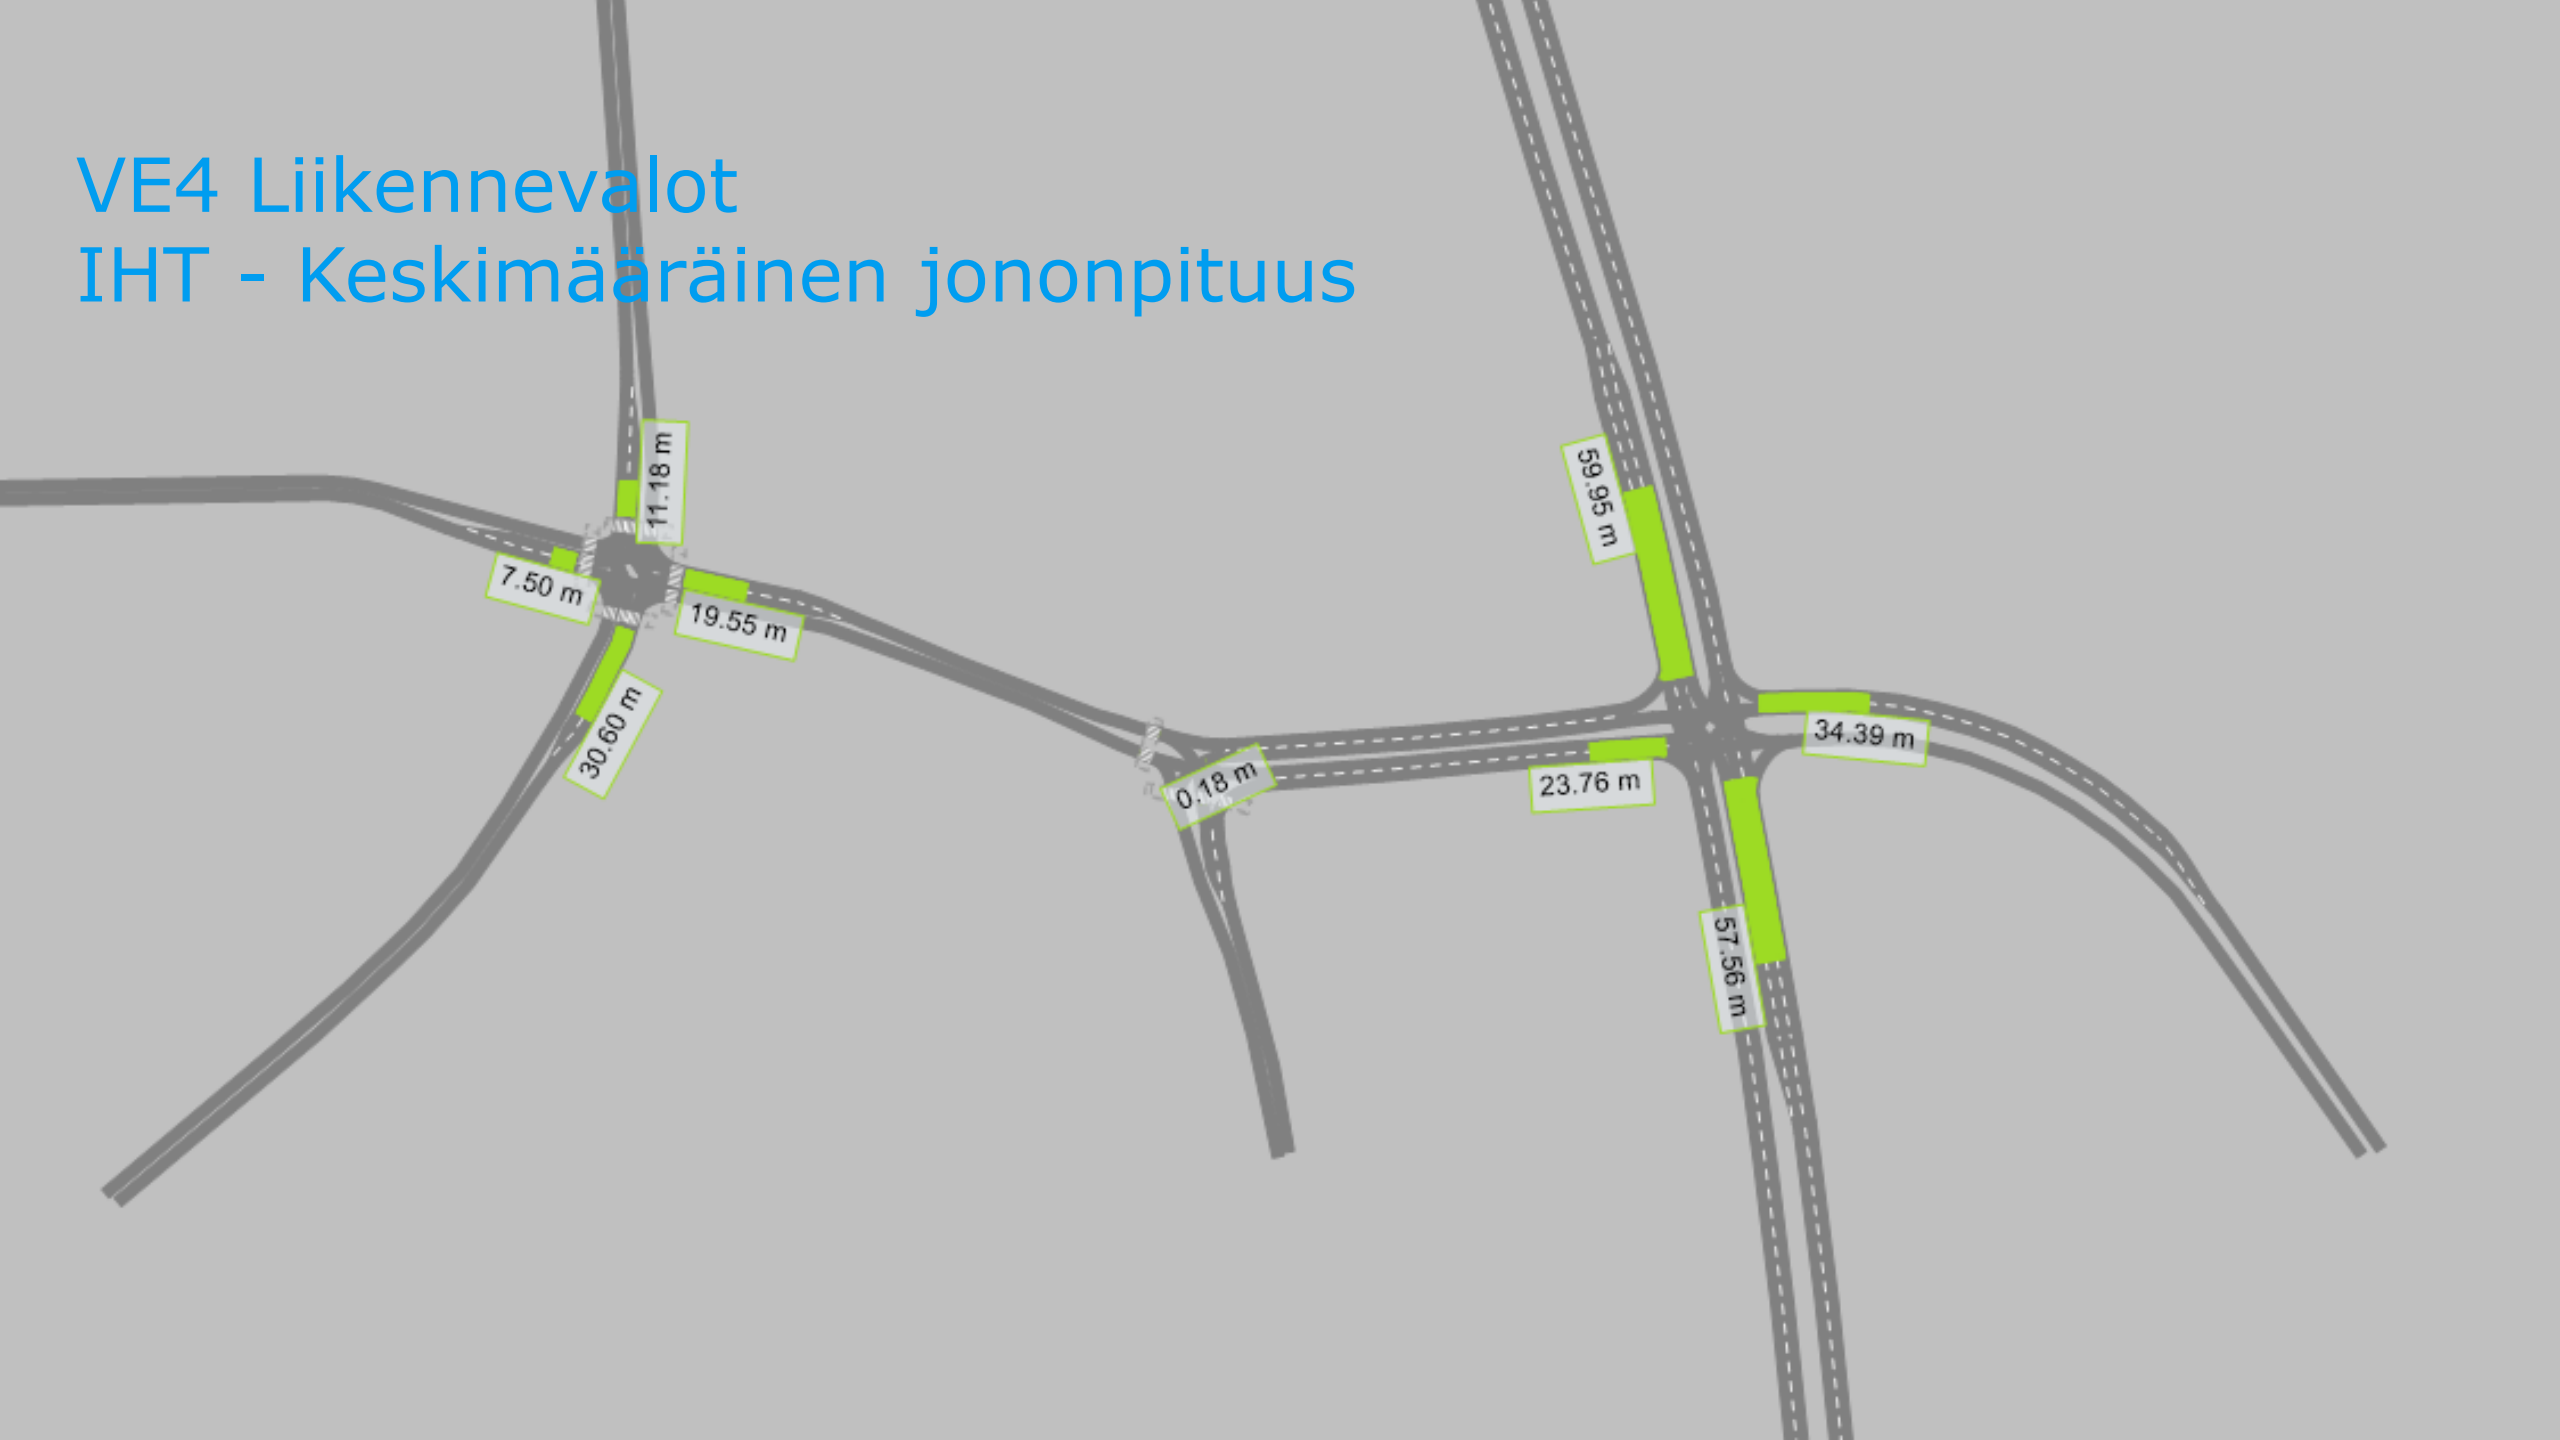 VE4 Liikennevalot
IHT - Keskimääräinen jononpituus
11.18 m
59.95 m
7.50 m
19.55 m
30.60 m
0.18 m
23.76 m
34.39 m
57.56 m